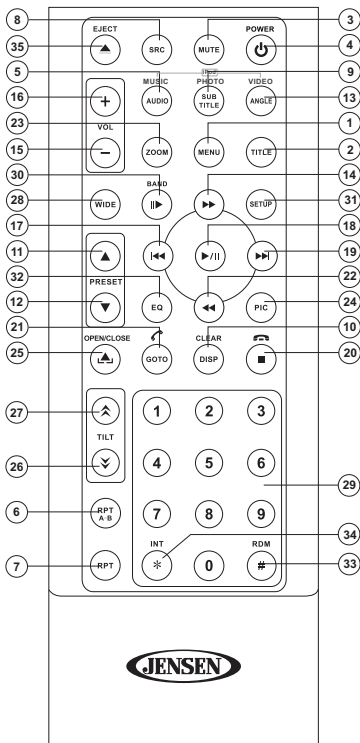 EJECT POWER
8 3
35 SRC MUTE 4
5 MUSIC iPod PHOTO VIDEO 9
16 + AUDIO SUB TITLE ANGLE 13
23 VOL 1
15 − ZOOM MENU TITLE 2
30 BAND 14
28 WIDE SETUP 31
17 18
11 19
32 PRESET 22
12 EQ PIC 24
21 OPEN/CLOSE CLEAR 10
25 GOTO DISP 20
27 1 2 3
TILT
26 4 5 6
29
6 RPT A-B 7 8 9
INT RDM 34
7 RPT * 0 # 33
JENSEN